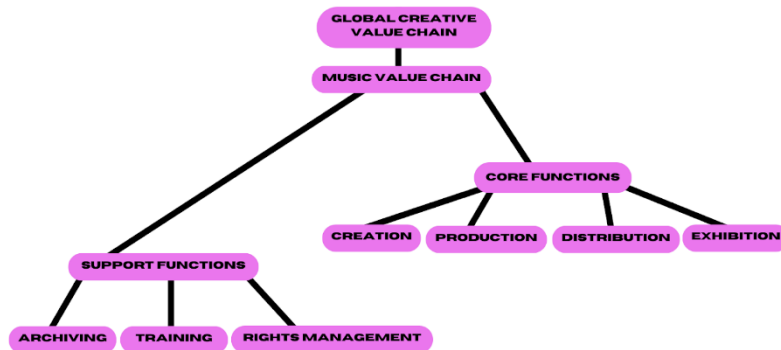 GLOBAL CREATIVE
VALUE CHAIN
MUSIC VALUE CHAIN
CORE FUNCTIONS
CREATION
PRODUCTION
DISTRIBUTION
EXHIBITION
SUPPORT FUNCTIONS
ARCHIVING
TRAINING
RIGHTS MANAGEMENT